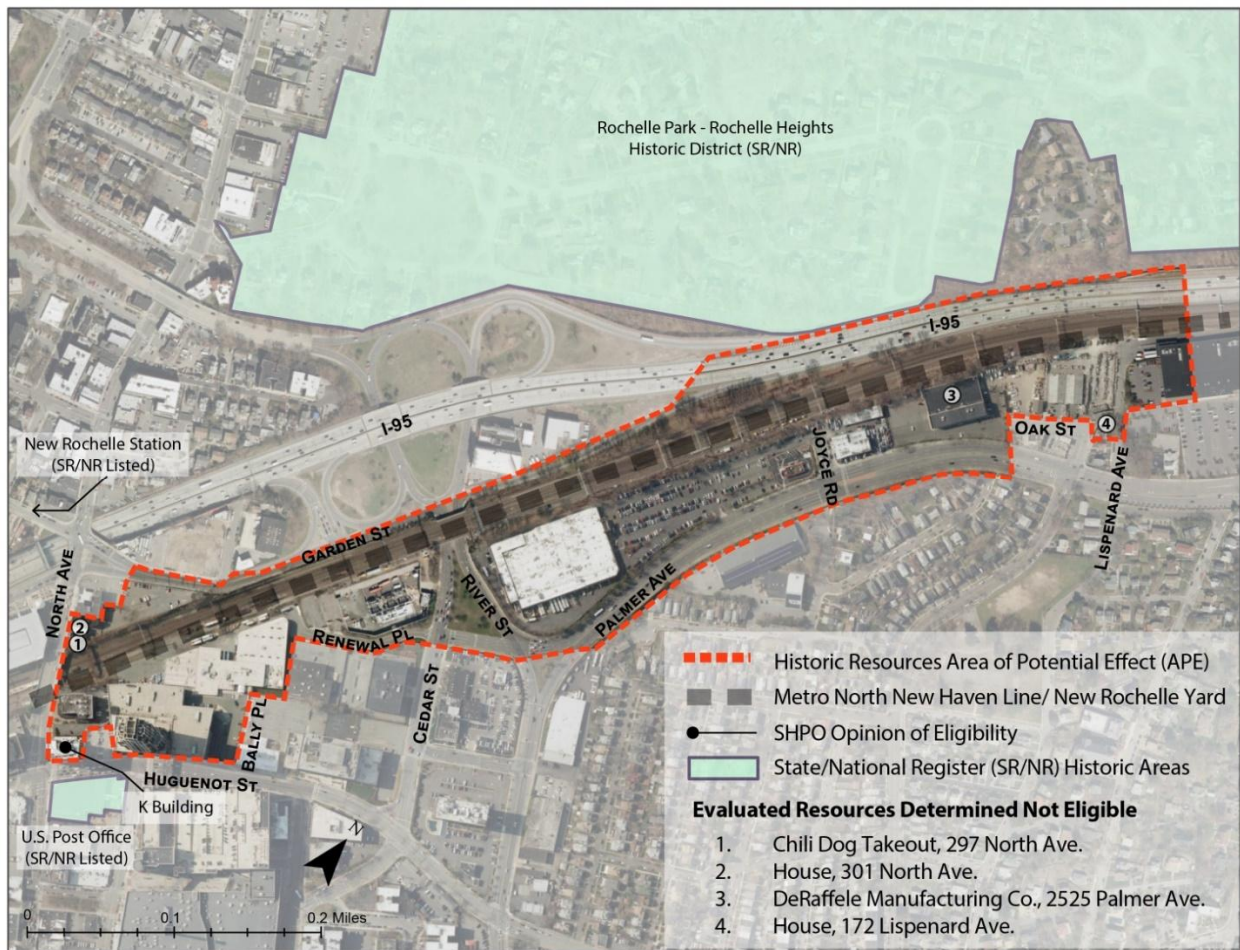 Rochelle Park - Rochelle Heights
Historic District (SR/NR)
I-95
I-95
New Rochelle Station
(SR/NR Listed)
OAK ST
JOYCE RD
LISPENARD AVE
GARDEN ST
NORTH AVE
RIVER ST
PALMER AVE
RENEWAL PL
CEDAR ST
BALLY PL
HUGUENOT ST
K Building
U.S. Post Office
(SR/NR Listed)
1
2
3
4
N
0 0.1 0.2 Miles
Historic Resources Area of Potential Effect (APE)
Metro North New Haven Line/ New Rochelle Yard
SHPO Opinion of Eligibility
State/National Register (SR/NR) Historic Areas
Evaluated Resources Determined Not Eligible
1. Chili Dog Takeout, 297 North Ave.
2. House, 301 North Ave.
3. DeRaffele Manufacturing Co., 2525 Palmer Ave.
4. House, 172 Lispenard Ave.